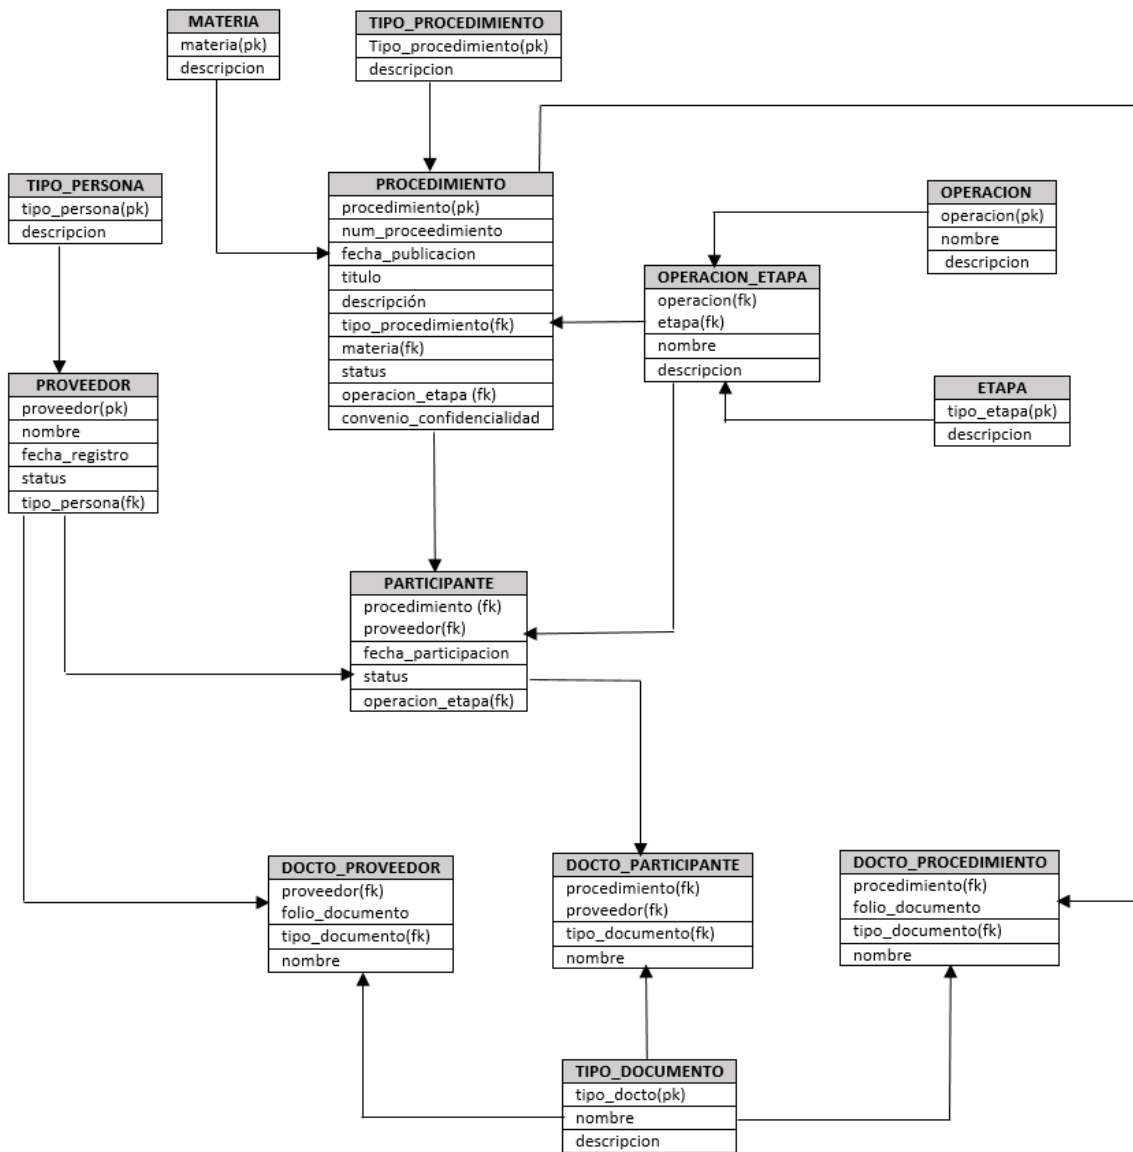 MATERIA
materia(pk)
descripcion
TIPO_PROCEDIMIENTO
Tipo_procedimiento(pk)
descripcion
TIPO_PERSONA
tipo_persona(pk)
descripcion
PROCEDIMIENTO
procedimiento(pk)
num_proceedimiento
fecha_publicacion
titulo
descripción
tipo_procedimiento(fk)
materia(fk)
status
operacion_etapa (fk)
convenio_confidencialidad
OPERACION
operacion(pk)
nombre
descripcion
OPERACION_ETAPA
operacion(fk)
etapa(fk)
nombre
descripcion
ETAPA
tipo_etapa(pk)
descripcion
PROVEEDOR
proveedor(pk)
nombre
fecha_registro
status
tipo_persona(fk)
PARTICIPANTE
procedimiento (fk)
proveedor(fk)
fecha_participacion
status
operacion_etapa(fk)
DOCTO_PROVEEDOR
proveedor(fk)
folio_documento
tipo_documento(fk)
nombre
DOCTO_PARTICIPANTE
procedimiento(fk)
proveedor(fk)
tipo_documento(fk)
nombre
DOCTO_PROCEDIMIENTO
procedimiento(fk)
folio_documento
tipo_documento(fk)
nombre
TIPO_DOCUMENTO
tipo_docto(pk)
nombre
descripcion